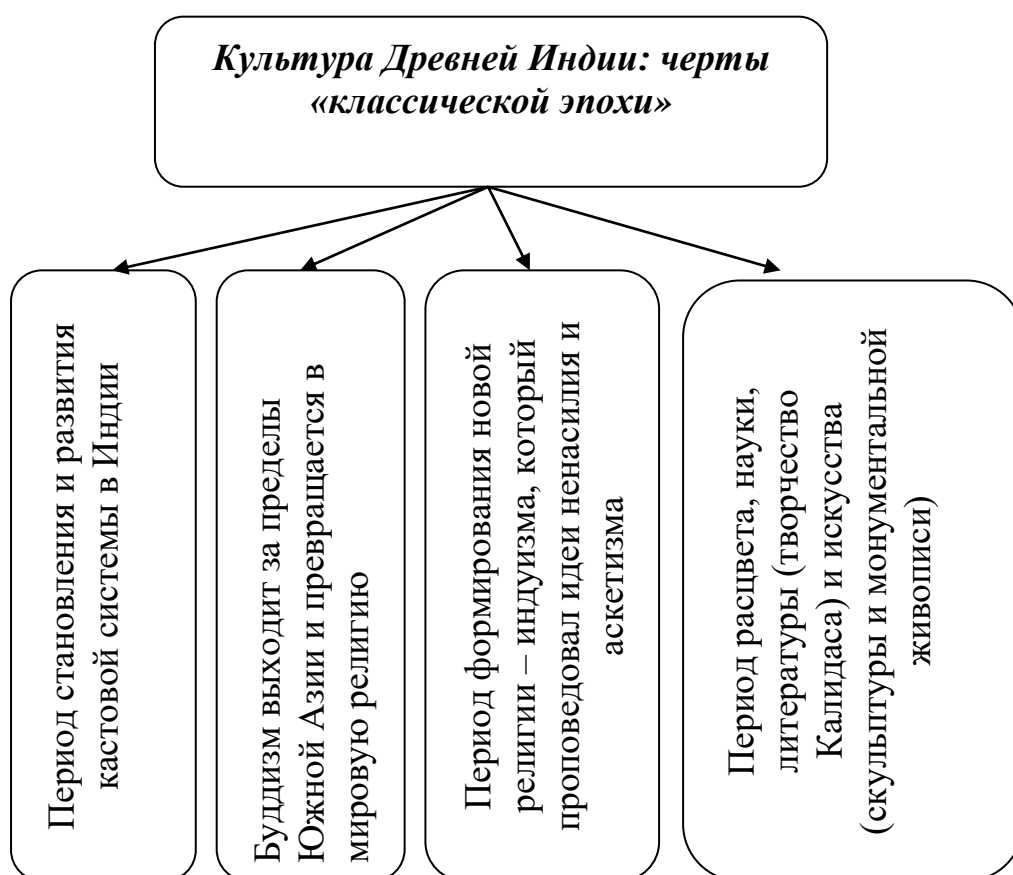 Культура Древней Индии: черты
«классической эпохи»
Период становления и развития
кастовой системы в Индии
Буддизм выходит за пределы
Южной Азии и превращается в
мировую религию
Период формирования новой
религии – индуизма, который
проповедовал идеи ненасилия и
аскетизма
Период расцвета, науки,
литературы (творчество
Калидаса) и искусства
(скульптуры и монументальной
живописи)